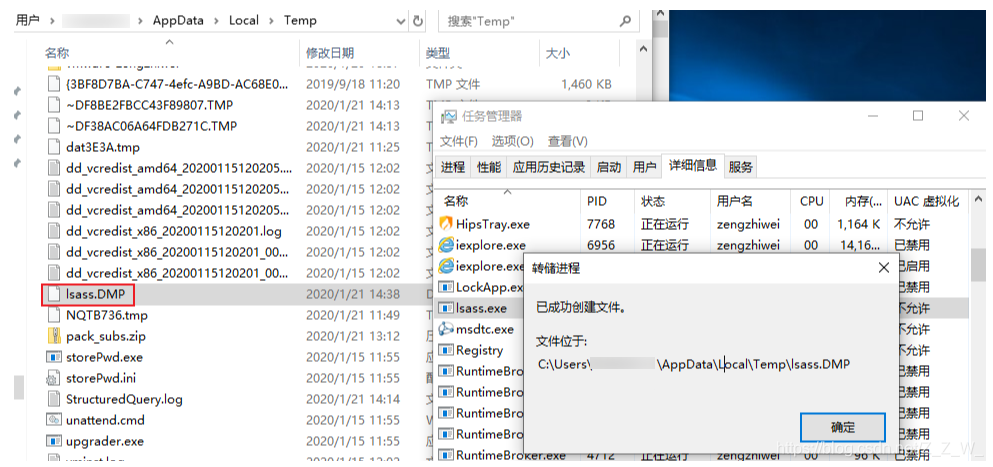 用户 > AppData > Local > Temp
搜索"Temp"
名称 修改日期 类型 大小
{3BF8D7BA-C747-4efc-A9BD-AC68E0... 2019/9/18 11:20 TMP 文件 1,460 KB
~DF8BE2FBCC43F89807.TMP 2020/1/21 14:13
~DF38AC06A64FDB271C.TMP 2020/1/21 14:13
dat3E3A.tmp 2020/1/21 11:25
dd_vcredist_amd64_20200115120205.... 2020/1/15 12:02
dd_vcredist_amd64_20200115120205... 2020/1/15 12:02
dd_vcredist_amd64_20200115120205... 2020/1/15 12:02
dd_vcredist_x86_20200115120201.log 2020/1/15 12:02
dd_vcredist_x86_20200115120201_00... 2020/1/15 12:02
dd_vcredist_x86_20200115120201_00... 2020/1/15 12:02
lsass.DMP 2020/1/21 14:38
NQTB736.tmp 2020/1/21 11:49
pack_subs.zip 2020/1/21 13:12
storePwd.exe 2020/1/15 11:55
storePwd.ini 2020/1/15 11:55
StructuredQuery.log 2020/1/21 14:14
unattend.cmd 2020/1/15 11:55
upgrader.exe 2020/1/15 11:55
任务管理器
文件(F) 选项(O) 查看(V)
进程 性能 应用历史记录 启动 用户 详细信息 服务
名称 PID 状态 用户名 CPU 内存(... UAC 虚拟化
HipsTray.exe 7768 正在运行 zengzhiwei 00 1,164 K 不允许
iexplore.exe 6956 正在运行 zengzhiwei 00 14,16... 已禁用
iexplore.exe 已启用
LockApp.ex 已禁用
lsass.exe 不允许
msdtc.exe 不允许
Registry 不允许
RuntimeBro 已禁用
RuntimeBro 已禁用
RuntimeBro 已禁用
RuntimeBro 已禁用
RuntimeBroker.exe 4712 正在运行 zengzhiwei 00 96 K 已禁用
转储进程
已成功创建文件。
文件位于:
C:\Users\ \AppData\Local\Temp\lsass.DMP
确定